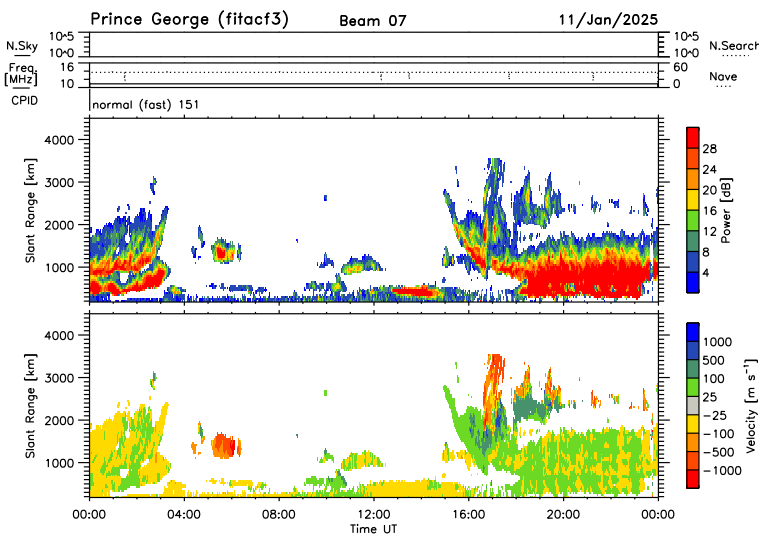 Prince George (fitacf3) Beam 07 11/Jan/2025
N.Sky 10^5 10^0 10^5 10^0 N.Search
Freq. [MHz] 16 10 60 0 Nave
CPID normal (fast) 151
Slant Range [km] 4000 3000 2000 1000
Power [dB] 28 24 20 16 12 8 4
Slant Range [km] 4000 3000 2000 1000
Velocity [m s⁻¹] 1000 500 100 25 −25 −100 −500 −1000
00:00 04:00 08:00 12:00 16:00 20:00 00:00
Time UT